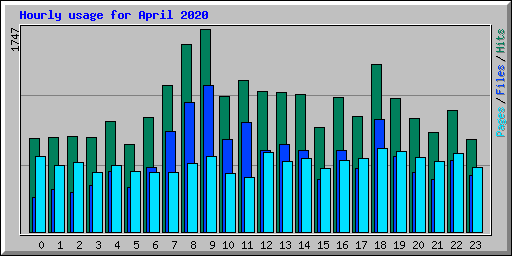 Hourly usage for April 2020
1747
Pages / Files / Hits
0 1 2 3 4 5 6 7 8 9 10 11 12 13 14 15 16 17 18 19 20 21 22 23